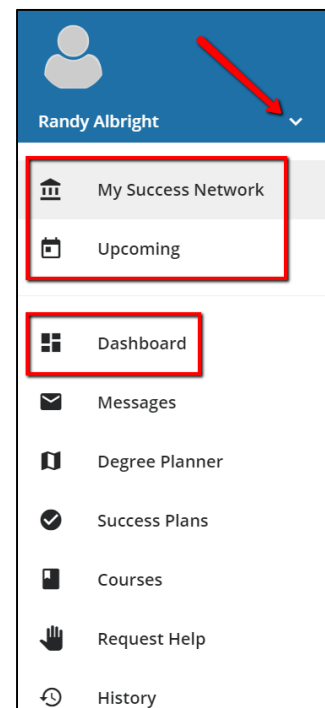 Randy Albright
My Success Network
Upcoming
Dashboard
Messages
Degree Planner
Success Plans
Courses
Request Help
History